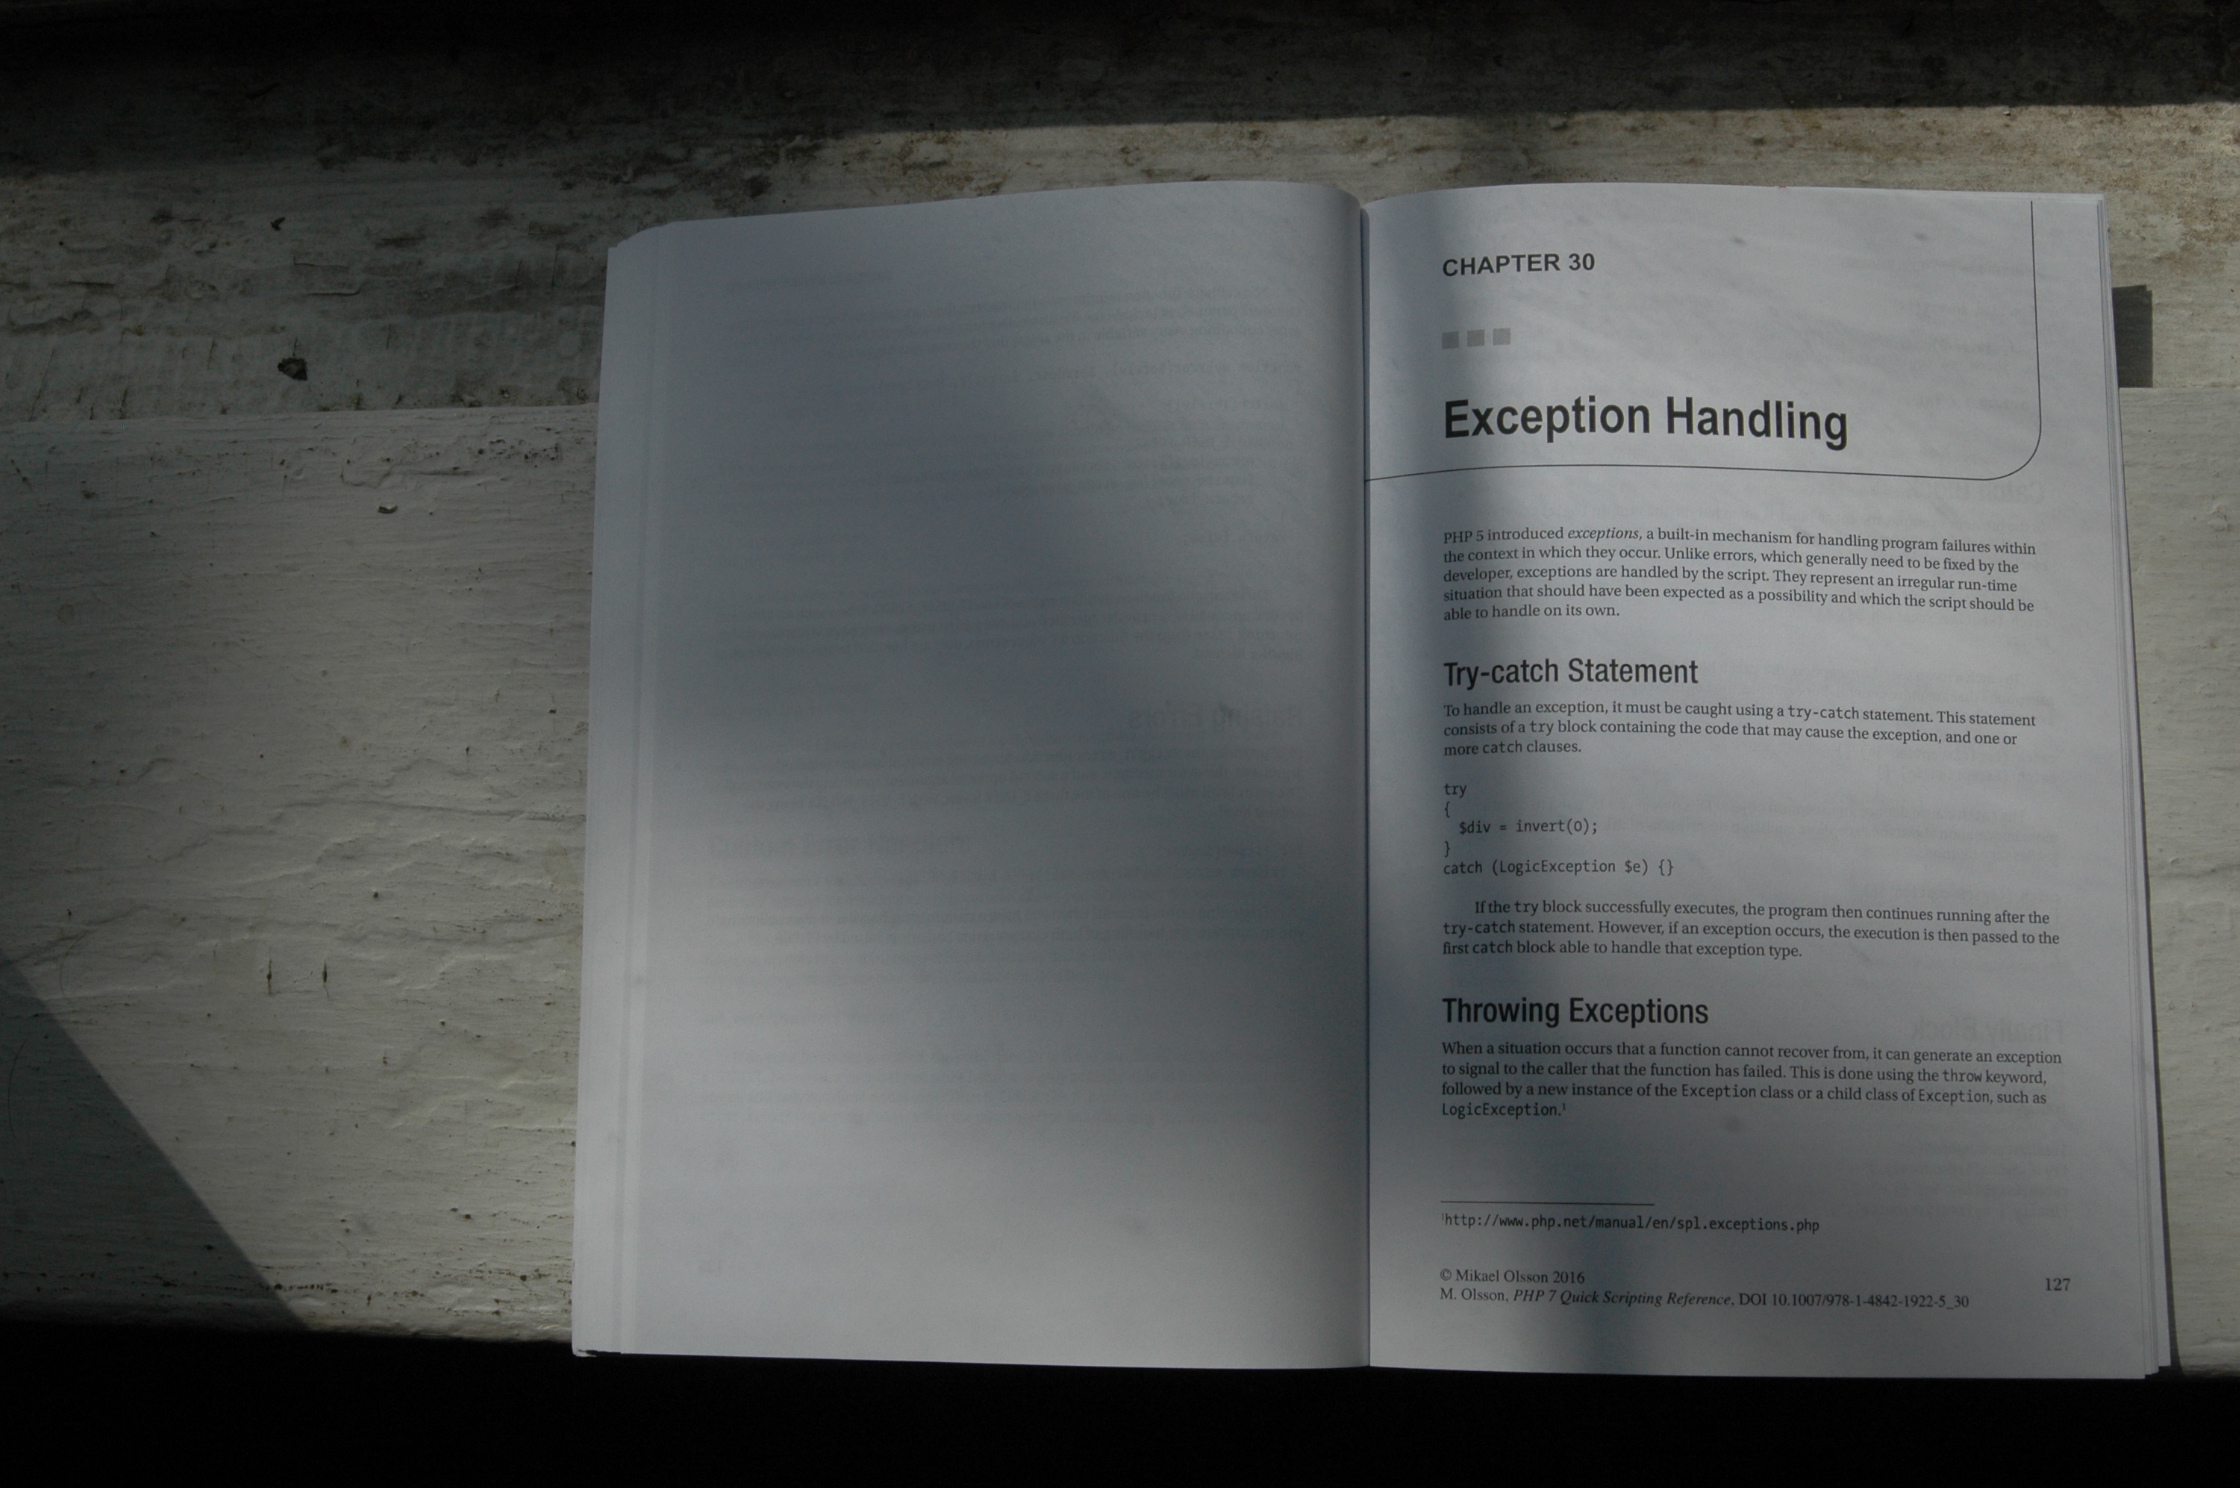 CHAPTER 30
Exception Handling
PHP 5 introduced exceptions, a built-in mechanism for handling program failures within
the context in which they occur. Unlike errors, which generally need to be fixed by the
developer, exceptions are handled by the script. They represent an irregular run-time
situation that should have been expected as a possibility and which the script should be
able to handle on its own.
Try-catch Statement
To handle an exception, it must be caught using a try-catch statement. This statement
consists of a try block containing the code that may cause the exception, and one or
more catch clauses.
try
{
  $div = invert(0);
}
catch (LogicException $e) {}
If the try block successfully executes, the program then continues running after the
try-catch statement. However, if an exception occurs, the execution is then passed to the
first catch block able to handle that exception type.
Throwing Exceptions
When a situation occurs that a function cannot recover from, it can generate an exception
to signal to the caller that the function has failed. This is done using the throw keyword,
followed by a new instance of the Exception class or a child class of Exception, such as
LogicException.¹
¹http://www.php.net/manual/en/spl.exceptions.php
© Mikael Olsson 2016
M. Olsson, PHP 7 Quick Scripting Reference, DOI 10.1007/978-1-4842-1922-5_30
127